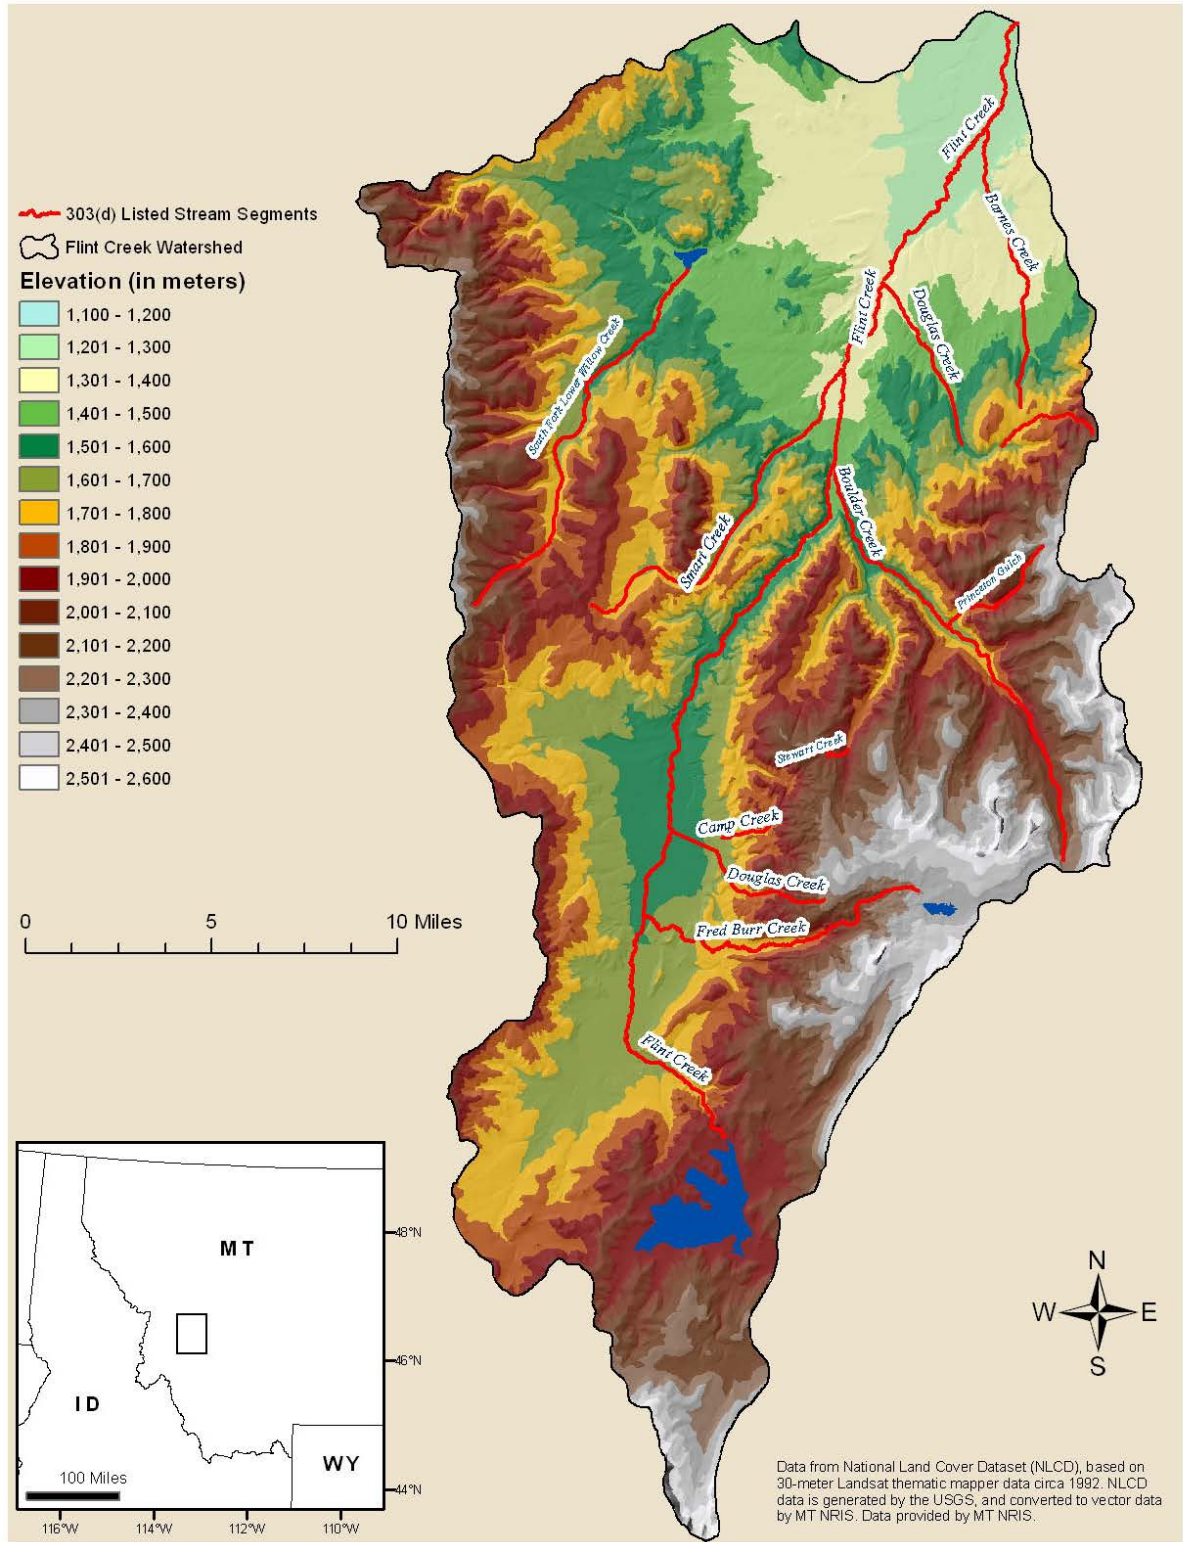 303(d) Listed Stream Segments
Flint Creek Watershed
Elevation (in meters)
1,100 - 1,200
1,201 - 1,300
1,301 - 1,400
1,401 - 1,500
1,501 - 1,600
1,601 - 1,700
1,701 - 1,800
1,801 - 1,900
1,901 - 2,000
2,001 - 2,100
2,101 - 2,200
2,201 - 2,300
2,301 - 2,400
2,401 - 2,500
2,501 - 2,600
0 5 10 Miles
Flint Creek
Barnes Creek
Flint Creek
Douglas Creek
South Fork Lower Willow Creek
Boulder Creek
Smart Creek
Princeton Gulch
Stewart Creek
Camp Creek
Douglas Creek
Fred Burr Creek
Flint Creek
MT
ID
WY
100 Miles
48°N
46°N
44°N
116°W 114°W 112°W 110°W
N
W E
S
Data from National Land Cover Dataset (NLCD), based on
30-meter Landsat thematic mapper data circa 1992. NLCD
data is generated by the USGS, and converted to vector data
by MT NRIS. Data provided by MT NRIS.